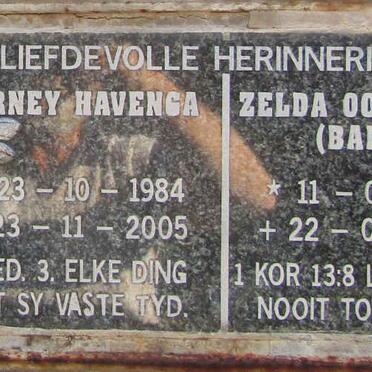 LIEFDEVOLLE HERINNERI
RNEY HAVENGA
23 - 10 - 1984
23 - 11 - 2005
ED. 3. ELKE DING
T SY VASTE TYD.
ZELDA OO
(BA
* 11 - 0
+ 22 - 0
1 KOR 13:8 L
NOOIT TO